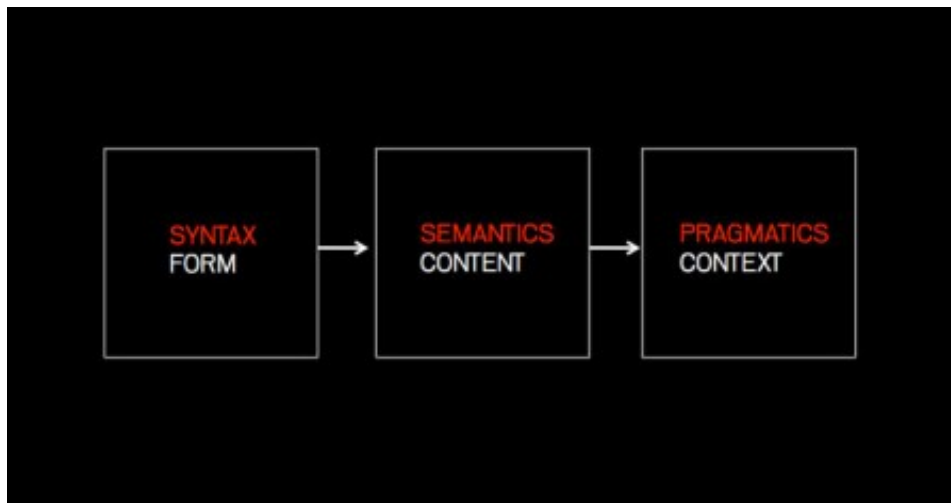 SYNTAX
FORM
SEMANTICS
CONTENT
PRAGMATICS
CONTEXT